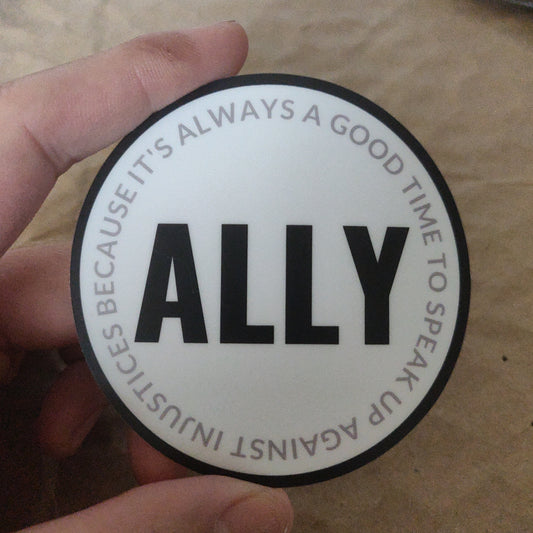 BECAUSE IT'S ALWAYS A GOOD TIME TO SPEAK UP AGAINST INJUSTICES
ALLY